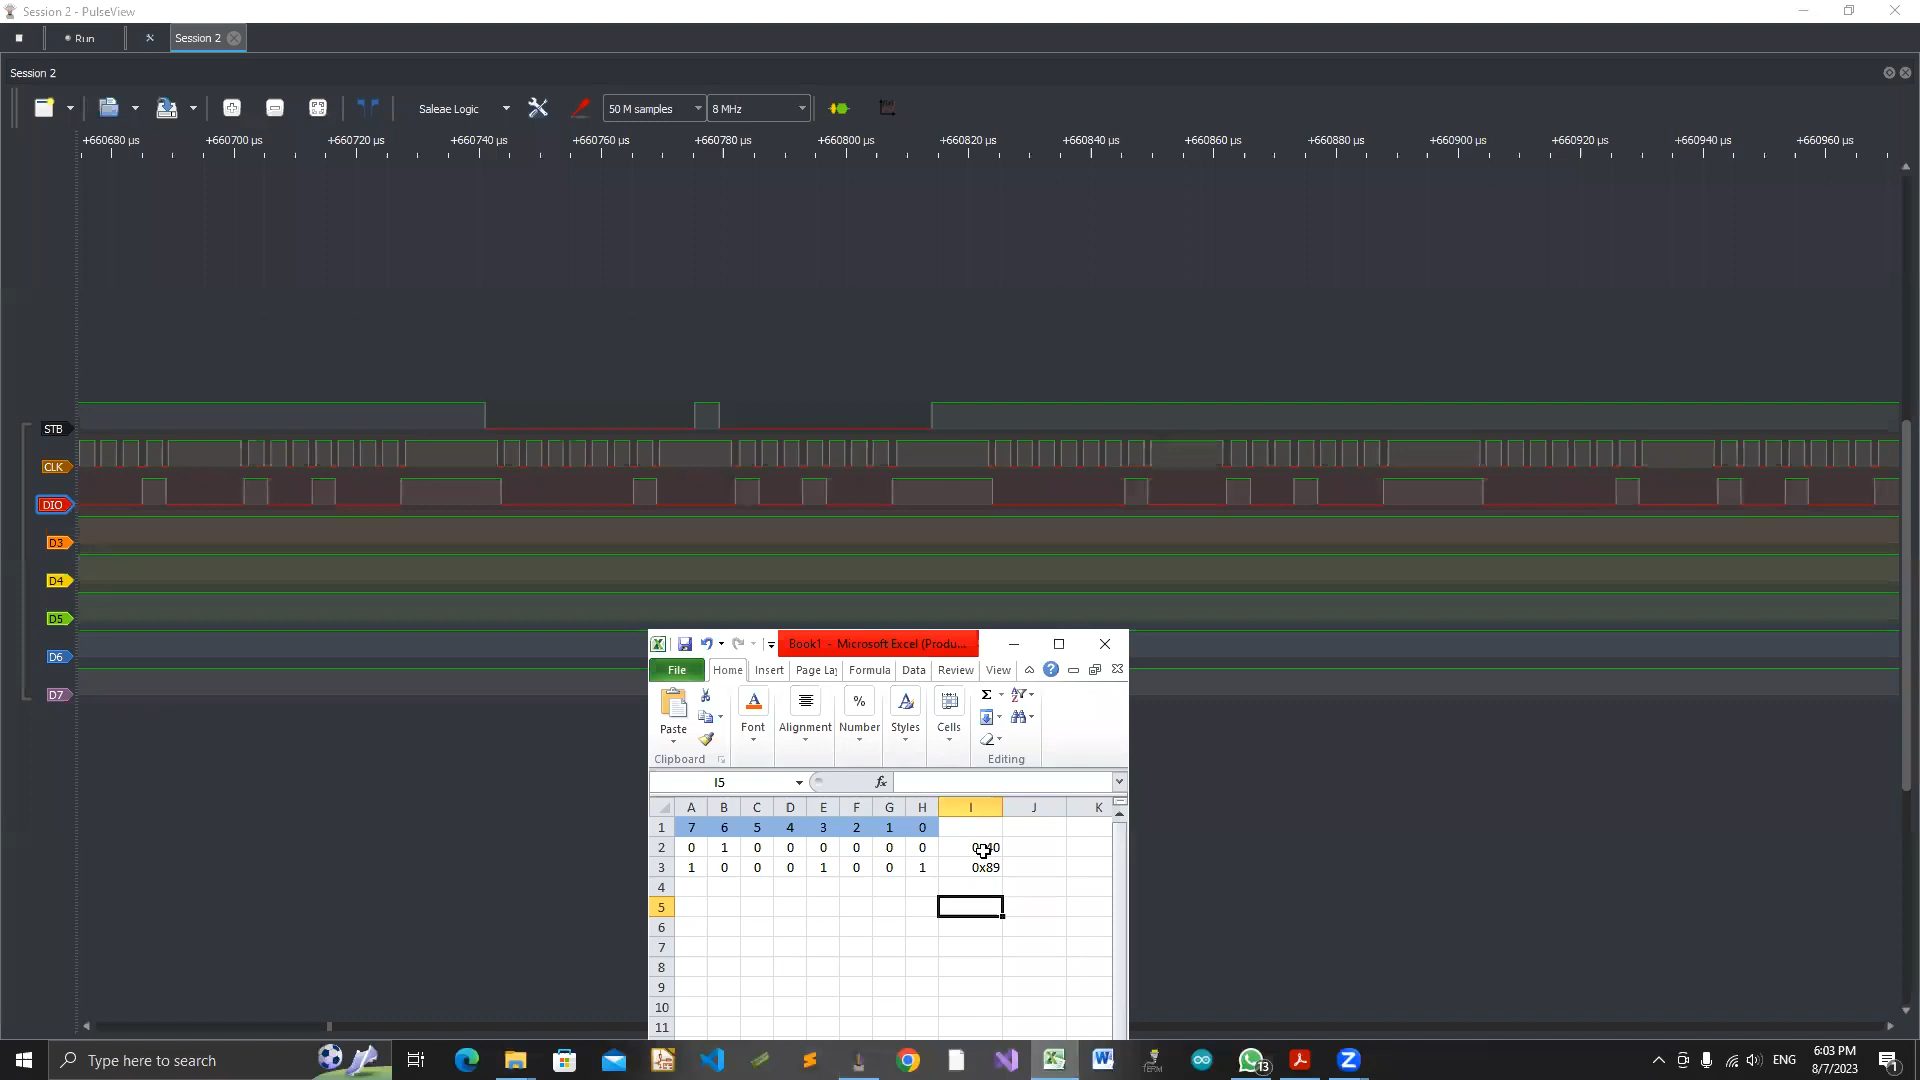 Session 2 - PulseView
Run
Session 2
Session 2
Saleae Logic
50 M samples
8 MHz
+660680 µs +660700 µs +660720 µs +660740 µs +660760 µs +660780 µs +660800 µs +660820 µs +660840 µs +660860 µs +660880 µs +660900 µs +660920 µs +660940 µs +660960 µs
STB
CLK
DIO
D3
D4
D5
D6
D7
Book1 - Microsoft Excel (Produ...
File Home Insert Page Lay Formula Data Review View
Paste Font Alignment Number Styles Cells
Clipboard Editing
I5
fx
A B C D E F G H I J K
1 7 6 5 4 3 2 1 0
2 0 1 0 0 0 0 0 0
3 1 0 0 0 1 0 0 1 0x89
4
5
6
7
8
9
10
11
Type here to search
TERM
13
ENG
6:03 PM
8/7/2023
1